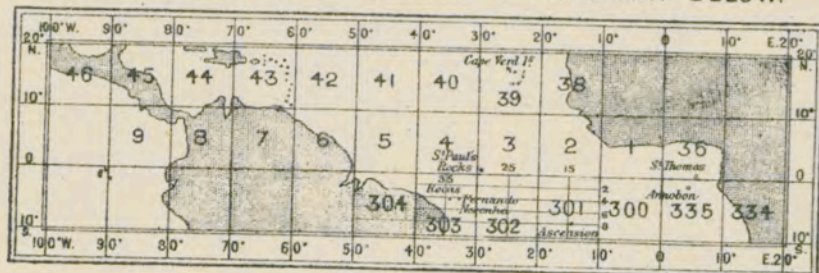 100°W. 90° 80° 70° 60° 50° 40° 30° 20° 10° 0 10° E.20°
20° N. 20° N.
46 45 44 43 42 41 40 Cape Verd Is 39 38
10° 10°
9 8 7 6 5 4 3 2 1 36
St Paul's Rocks 25 15 St Thomas
0 0
Rocas Fernando Noronha Annobon
304 303 302 301 300 335 334
Ascension
10° S. S.
100°W. 90° 80° 70° 60° 50° 40° 30° 20° 10° 0 10° E.20°